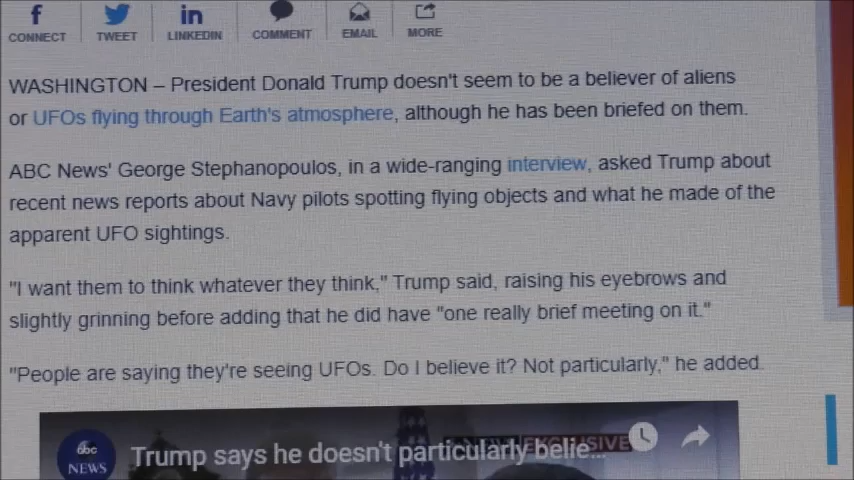 CONNECT TWEET LINKEDIN COMMENT EMAIL MORE
WASHINGTON – President Donald Trump doesn't seem to be a believer of aliens
or UFOs flying through Earth's atmosphere, although he has been briefed on them.
ABC News' George Stephanopoulos, in a wide-ranging interview, asked Trump about
recent news reports about Navy pilots spotting flying objects and what he made of the
apparent UFO sightings.
"I want them to think whatever they think," Trump said, raising his eyebrows and
slightly grinning before adding that he did have "one really brief meeting on it."
"People are saying they're seeing UFOs. Do I believe it? Not particularly," he added.
abc NEWS
Trump says he doesn't particularly belie...
EXCLUSIVE